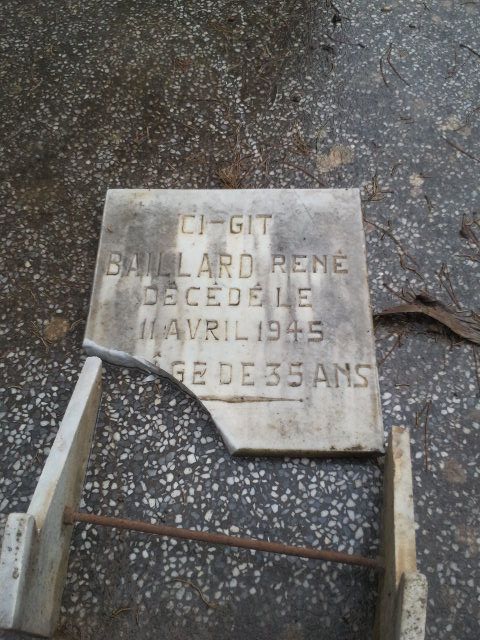 CI-GIT
BAILLARD RENÉ
DÉCÉDÉ LE
11 AVRIL 1945
ÂGE DE 35 ANS